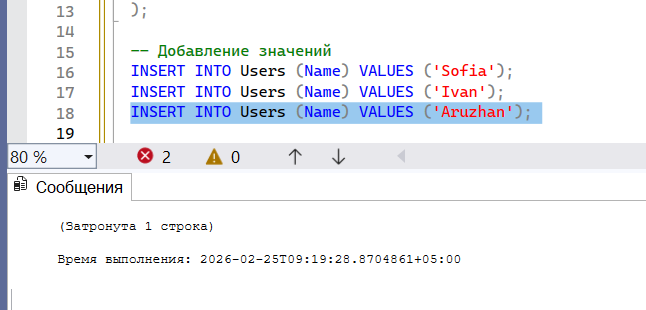 13 );
14
15 -- Добавление значений
16 INSERT INTO Users (Name) VALUES ('Sofia');
17 INSERT INTO Users (Name) VALUES ('Ivan');
18 INSERT INTO Users (Name) VALUES ('Aruzhan');
19
80 % 2 0
Сообщения
(Затронута 1 строка)
Время выполнения: 2026-02-25T09:19:28.8704861+05:00